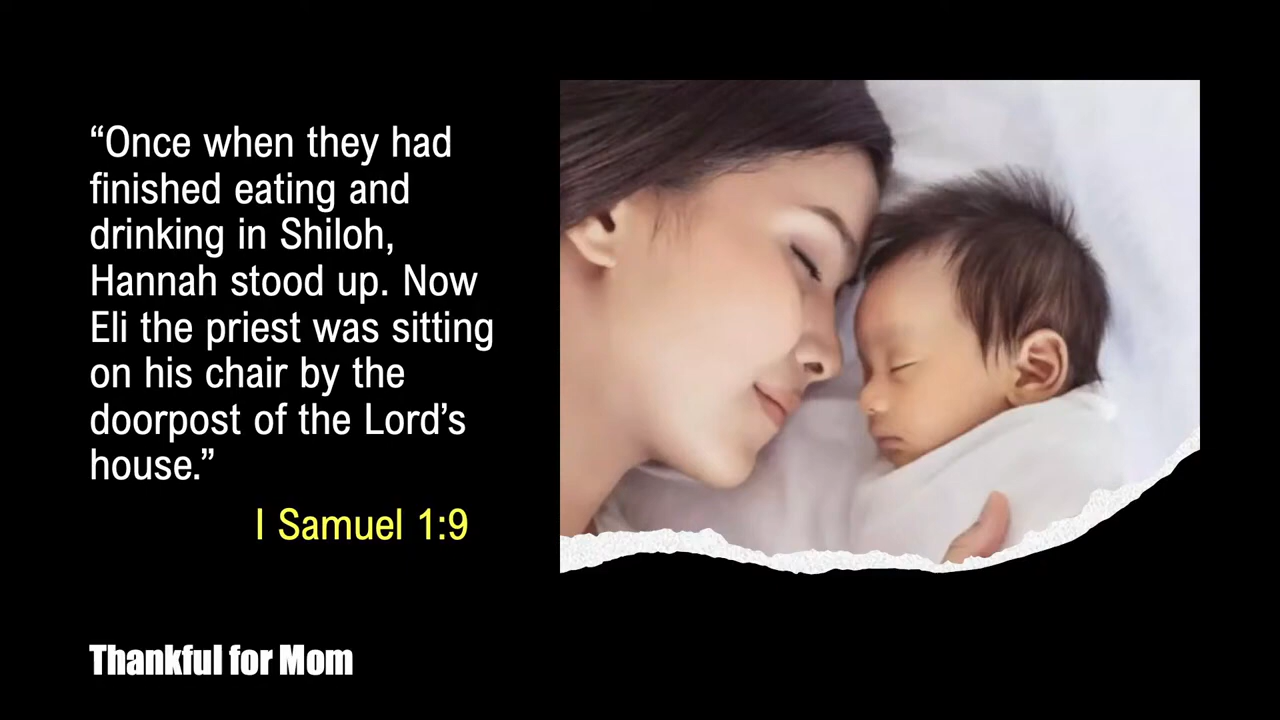 “Once when they had
finished eating and
drinking in Shiloh,
Hannah stood up. Now
Eli the priest was sitting
on his chair by the
doorpost of the Lord’s
house.”
I Samuel 1:9
Thankful for Mom